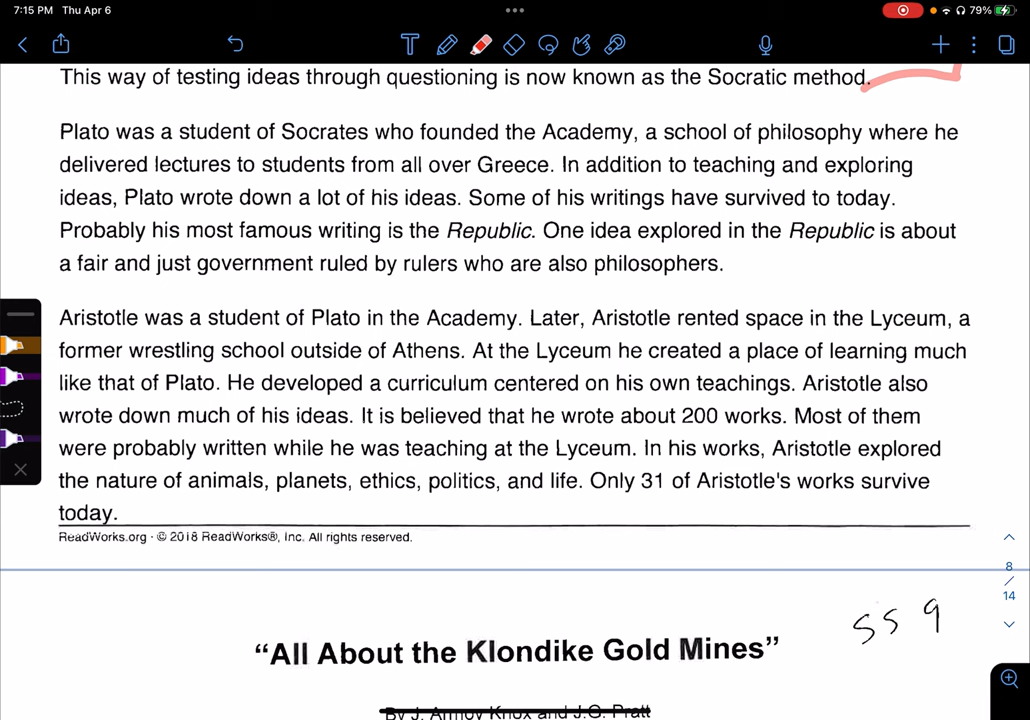 7:15 PM Thu Apr 6
79%
This way of testing ideas through questioning is now known as the Socratic method.
Plato was a student of Socrates who founded the Academy, a school of philosophy where he
delivered lectures to students from all over Greece. In addition to teaching and exploring
ideas, Plato wrote down a lot of his ideas. Some of his writings have survived to today.
Probably his most famous writing is the Republic. One idea explored in the Republic is about
a fair and just government ruled by rulers who are also philosophers.
Aristotle was a student of Plato in the Academy. Later, Aristotle rented space in the Lyceum, a
former wrestling school outside of Athens. At the Lyceum he created a place of learning much
like that of Plato. He developed a curriculum centered on his own teachings. Aristotle also
wrote down much of his ideas. It is believed that he wrote about 200 works. Most of them
were probably written while he was teaching at the Lyceum. In his works, Aristotle explored
the nature of animals, planets, ethics, politics, and life. Only 31 of Aristotle's works survive
today.
ReadWorks.org · © 2018 ReadWorks®, Inc. All rights reserved.
8
/
14
SS 9
“All About the Klondike Gold Mines”
By J. Armoy Knox and J.G. Pratt